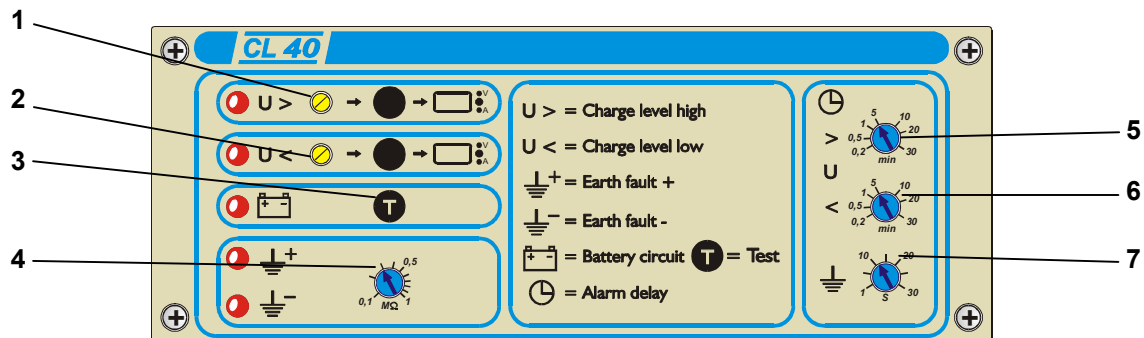 1
2
3
4
CL 40
U > V A
U < V A
+ -
T
+
-
0,1 0,5 1
MΩ
U > = Charge level high
U < = Charge level low
+ = Earth fault +
- = Earth fault -
+ - = Battery circuit T = Test
= Alarm delay
>
U
<
0,2 0,5 1 5 10 20 30
min
0,2 0,5 1 5 10 20 30
min
1 10 20 30
S
5
6
7